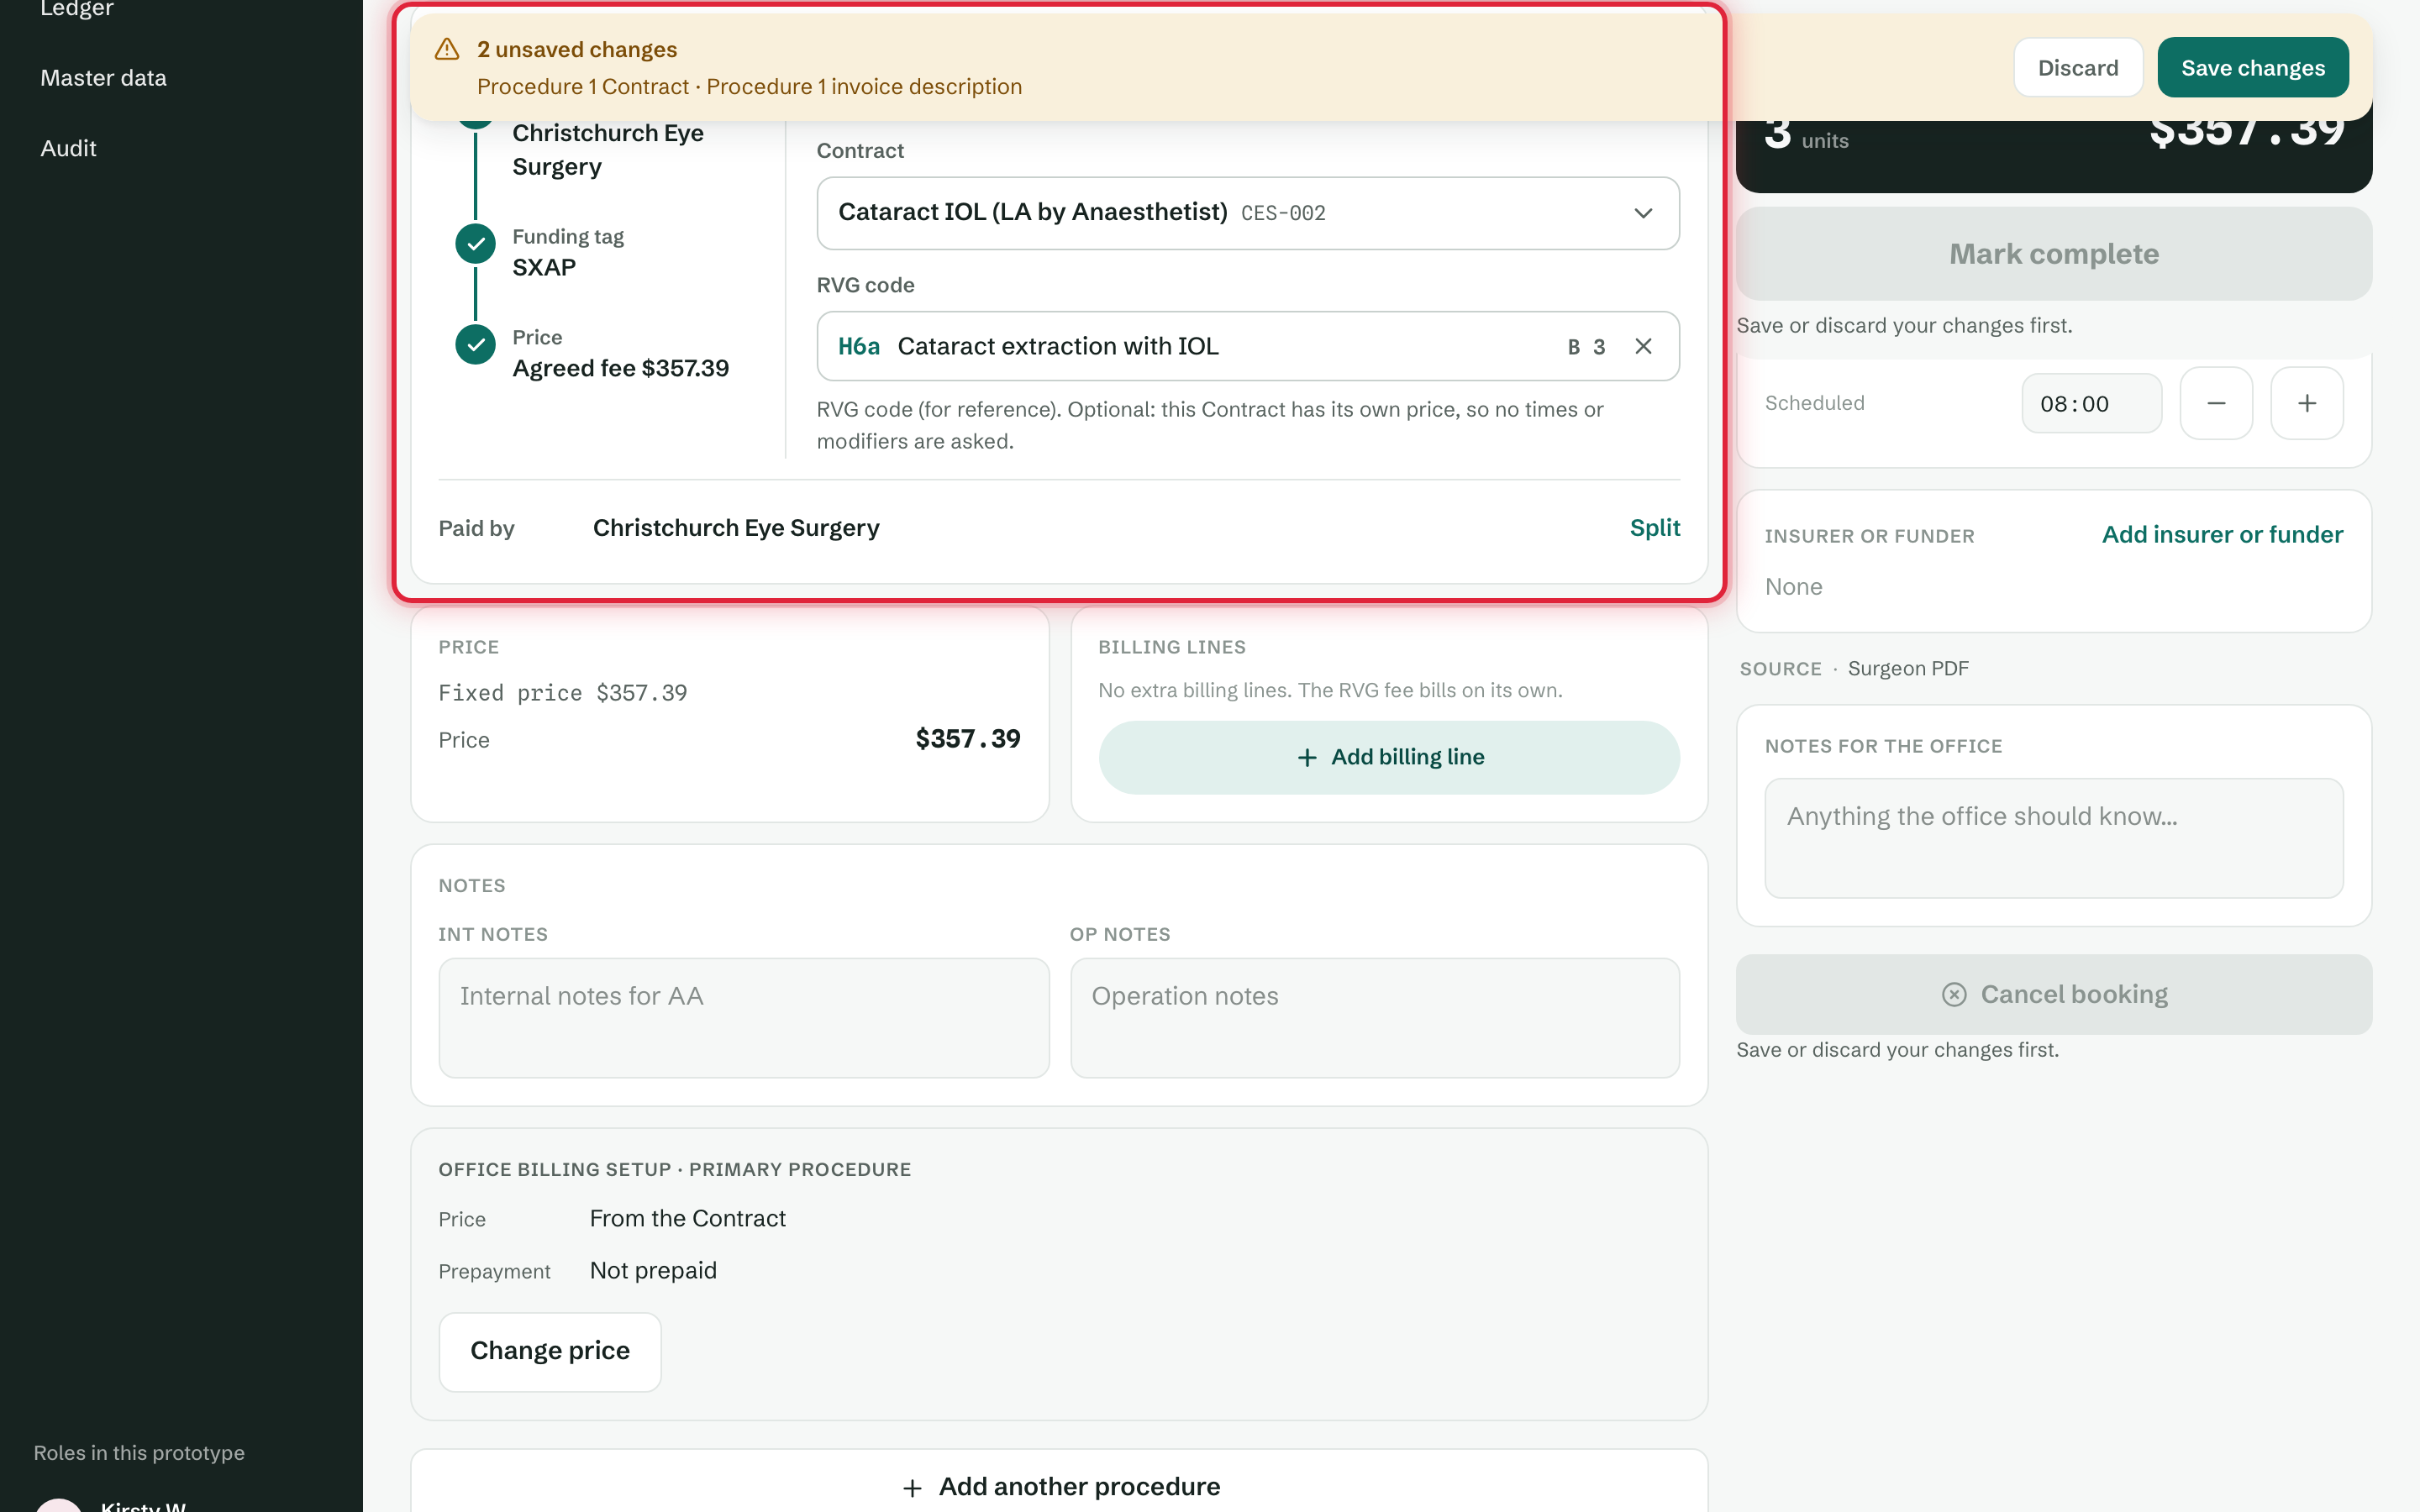 Ledger
Master data
Audit
Roles in this prototype
Kirsty W
2 unsaved changes
Procedure 1 Contract · Procedure 1 invoice description
Discard
Save changes
Christchurch Eye
Surgery
Funding tag
SXAP
Price
Agreed fee $357.39
Contract
Cataract IOL (LA by Anaesthetist) CES-002
RVG code
H6a Cataract extraction with IOL B 3
RVG code (for reference). Optional: this Contract has its own price, so no times or
modifiers are asked.
Paid by Christchurch Eye Surgery Split
PRICE
Fixed price $357.39
Price $357.39
BILLING LINES
No extra billing lines. The RVG fee bills on its own.
+ Add billing line
NOTES
INT NOTES
Internal notes for AA
OP NOTES
Operation notes
OFFICE BILLING SETUP · PRIMARY PROCEDURE
Price From the Contract
Prepayment Not prepaid
Change price
+ Add another procedure
3 units $357.39
Mark complete
Save or discard your changes first.
Scheduled 08:00
INSURER OR FUNDER Add insurer or funder
None
SOURCE · Surgeon PDF
NOTES FOR THE OFFICE
Anything the office should know...
Cancel booking
Save or discard your changes first.